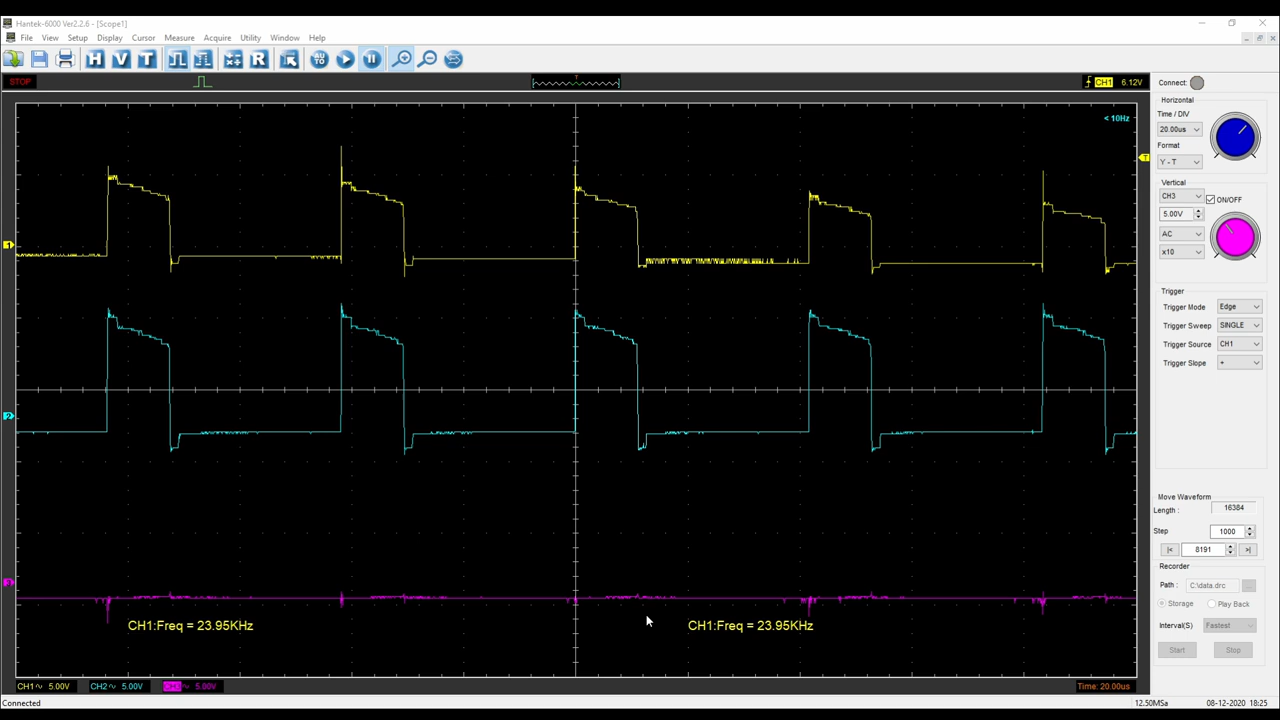 Hantek-6000 Ver2.2.6 - [Scope1]
File View Setup Display Cursor Measure Acquire Utility Window Help
H V T R AUTO
STOP
T
CH1 6.12V
Connect:
<10Hz
Horizontal
Time / DIV
20.00us
Format
Y - T
T
Vertical
CH3
ON/OFF
5.00V
AC
x10
1
Trigger
Trigger Mode Edge
Trigger Sweep SINGLE
Trigger Source CH1
Trigger Slope +
2
Move Waveform
Length : 16384
Step 1000
|< 8191 >|
Recorder
3
Path : C:\data.drc ...
Storage Play Back
CH1:Freq = 23.95KHz CH1:Freq = 23.95KHz
Interval(S) Fastest
Start Stop
CH1~ 5.00V CH2~ 5.00V CH3~ 5.00V Time: 20.00us
Connected 12.50MSa 08-12-2020 18:25